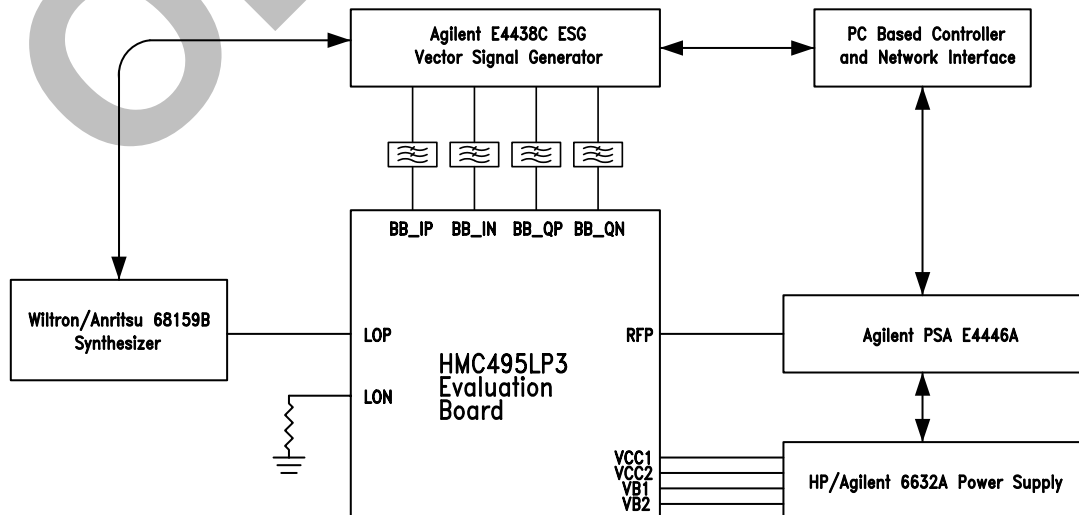 Agilent E4438C ESG
Vector Signal Generator
PC Based Controller
and Network Interface
BB_IP BB_IN BB_QP BB_QN
Wiltron/Anritsu 68159B
Synthesizer
LOP
LON
HMC495LP3
Evaluation
Board
RFP
Agilent PSA E4446A
VCC1
VCC2
VB1
VB2
HP/Agilent 6632A Power Supply